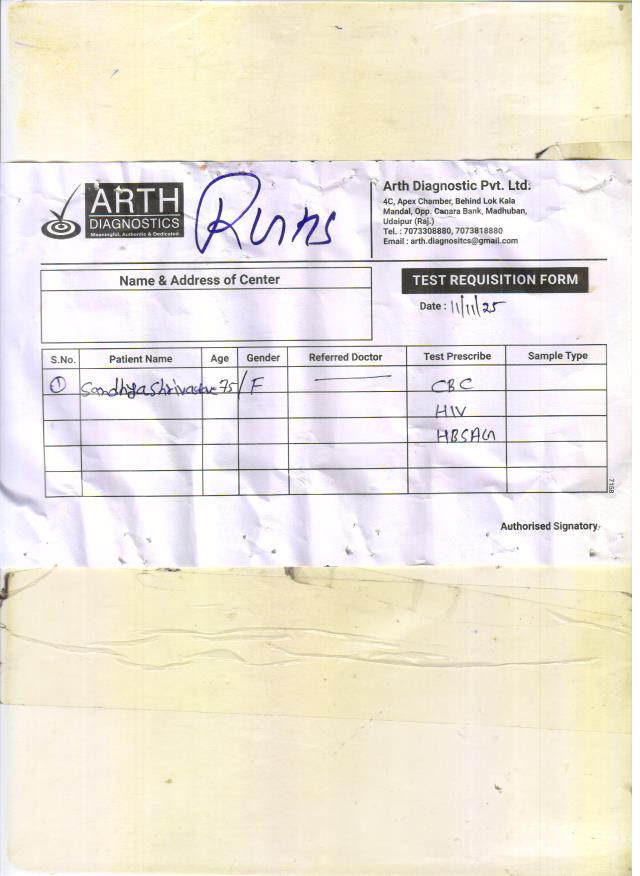 ARTH
DIAGNOSTICS
Meaningful, Authentic & Dedicated
Arth Diagnostic Pvt. Ltd.
4C, Apex Chamber, Behind Lok Kala
Mandal, Opp. Canara Bank, Madhuban,
Udaipur (Raj.)
Tel. : 7073308880, 7073818880
Email : arth.diagnositcs@gmail.com
Name & Address of Center
TEST REQUISITION FORM
Date : 11/11/25
S.No. Patient Name Age Gender Referred Doctor Test Prescribe Sample Type
1 Sandhya Shrivastava 75/F CBC
HIV
HBSAG
7158
Authorised Signatory